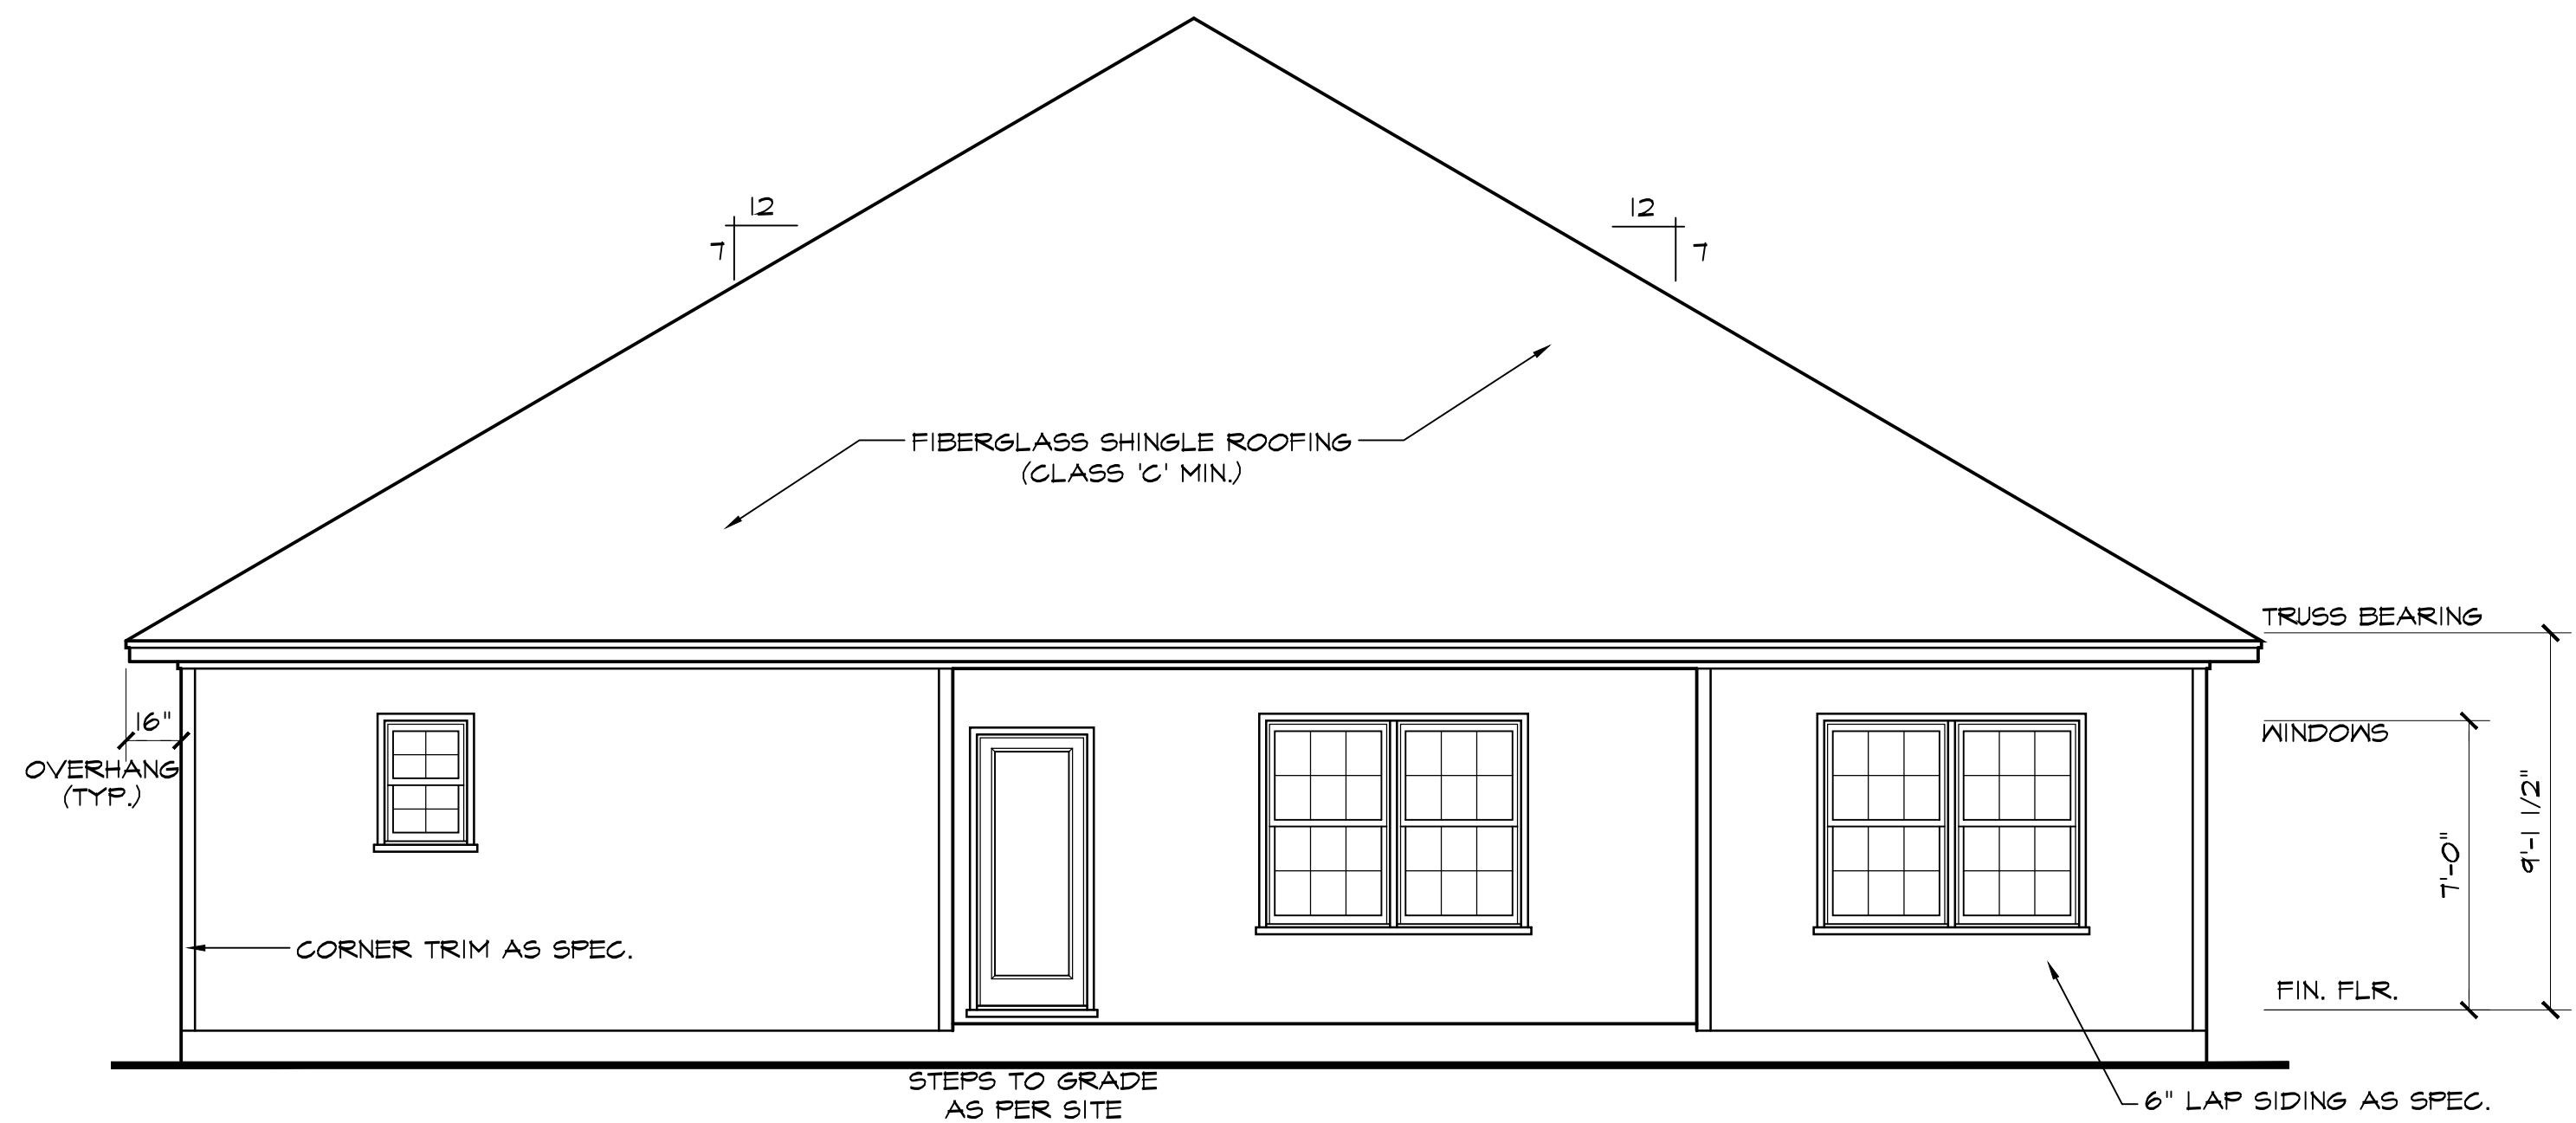 12
7
12
7
FIBERGLASS SHINGLE ROOFING
(CLASS 'C' MIN.)
TRUSS BEARING
16"
OVERHANG
(TYP.)
WINDOWS
9'-1 1/2"
7'-0"
CORNER TRIM AS SPEC.
FIN. FLR.
STEPS TO GRADE
AS PER SITE
6" LAP SIDING AS SPEC.